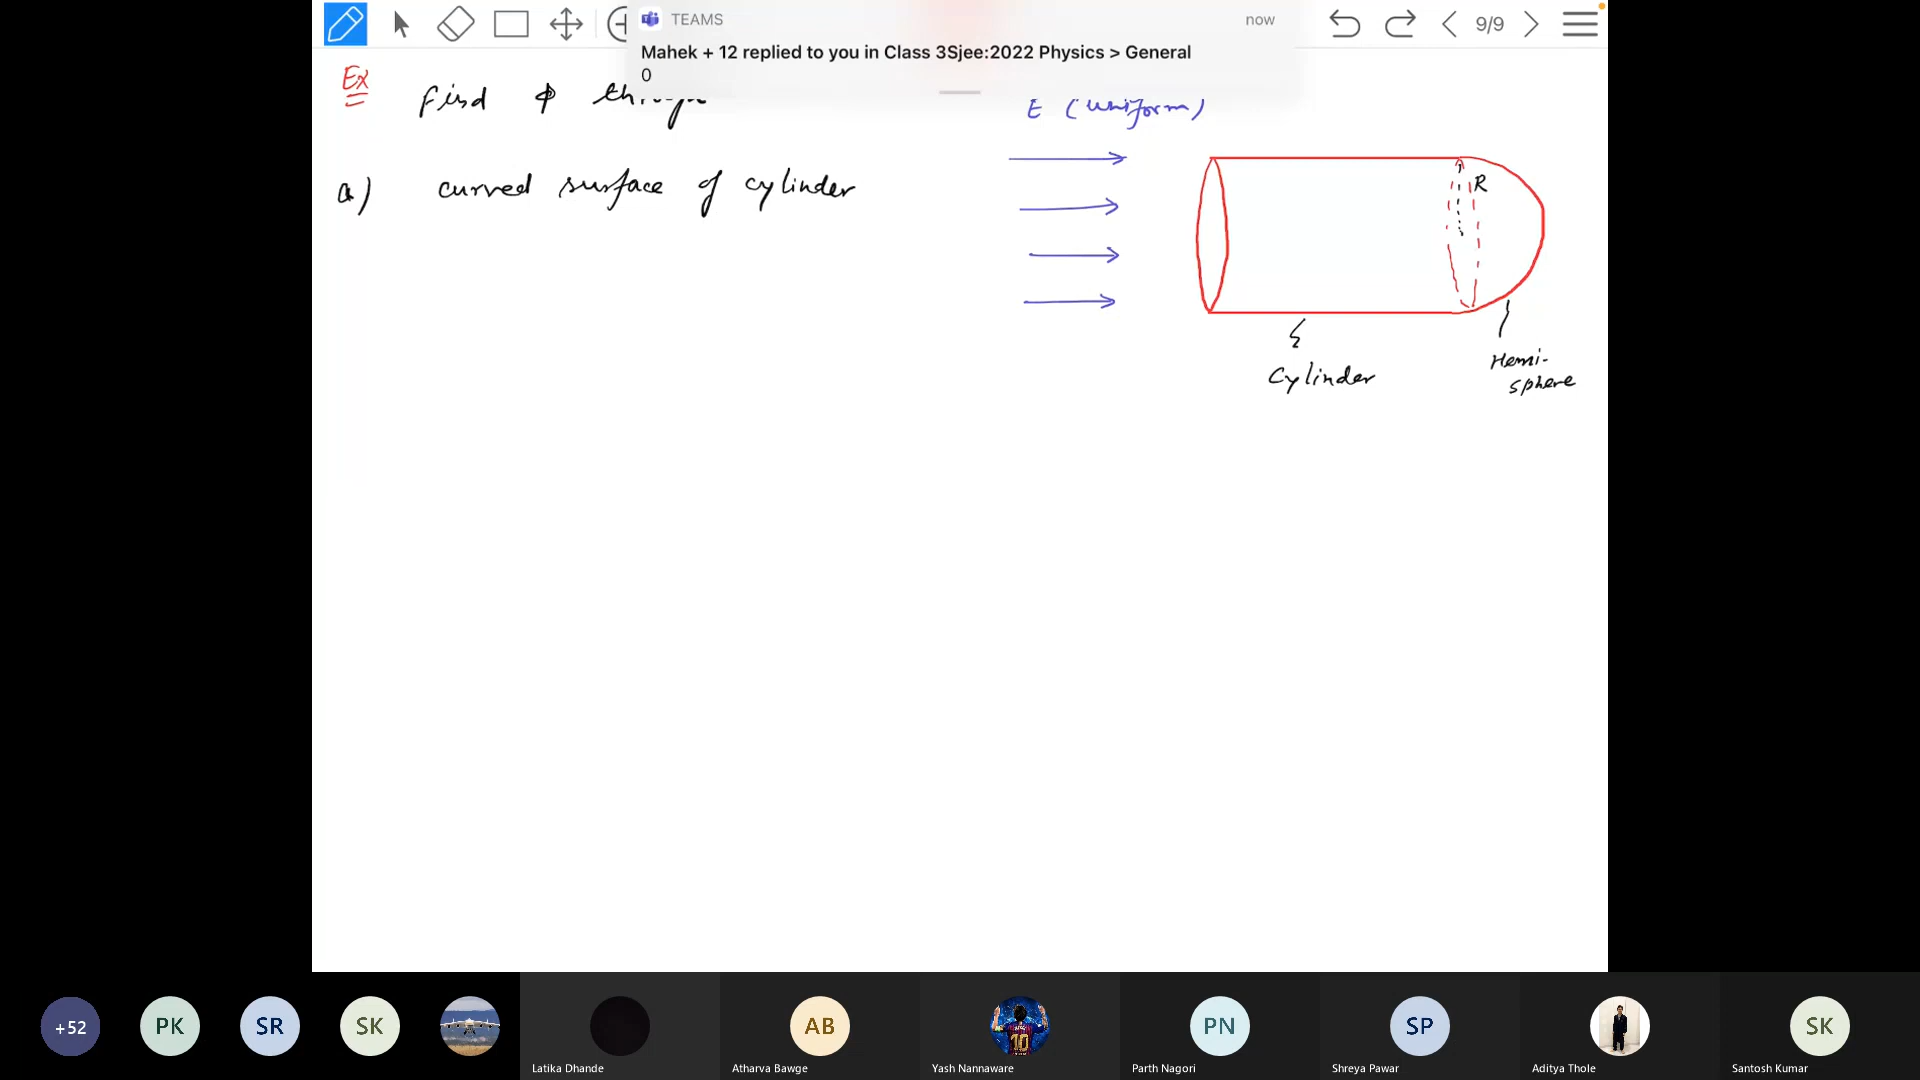 TEAMS
now
Mahek + 12 replied to you in Class 3Sjee:2022 Physics > General
0
9/9
Ex
find ϕ through
E (uniform)
a) curved surface of cylinder
R
Cylinder
Hemi-
sphere
+52
PK
SR
SK
AB
10
PN
SP
SK
Latika Dhande
Atharva Bawge
Yash Nannaware
Parth Nagori
Shreya Pawar
Aditya Thole
Santosh Kumar